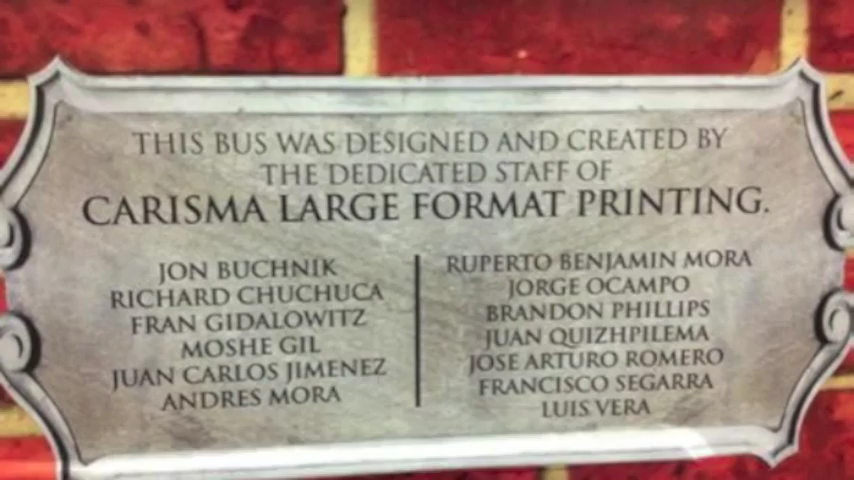 THIS BUS WAS DESIGNED AND CREATED BY
THE DEDICATED STAFF OF
CARISMA LARGE FORMAT PRINTING.
JON BUCHNIK
RICHARD CHUCHUCA
FRAN GIDALOWITZ
MOSHE GIL
JUAN CARLOS JIMENEZ
ANDRES MORA
RUPERTO BENJAMIN MORA
JORGE OCAMPO
BRANDON PHILLIPS
JUAN QUIZHPILEMA
JOSE ARTURO ROMERO
FRANCISCO SEGARRA
LUIS VERA